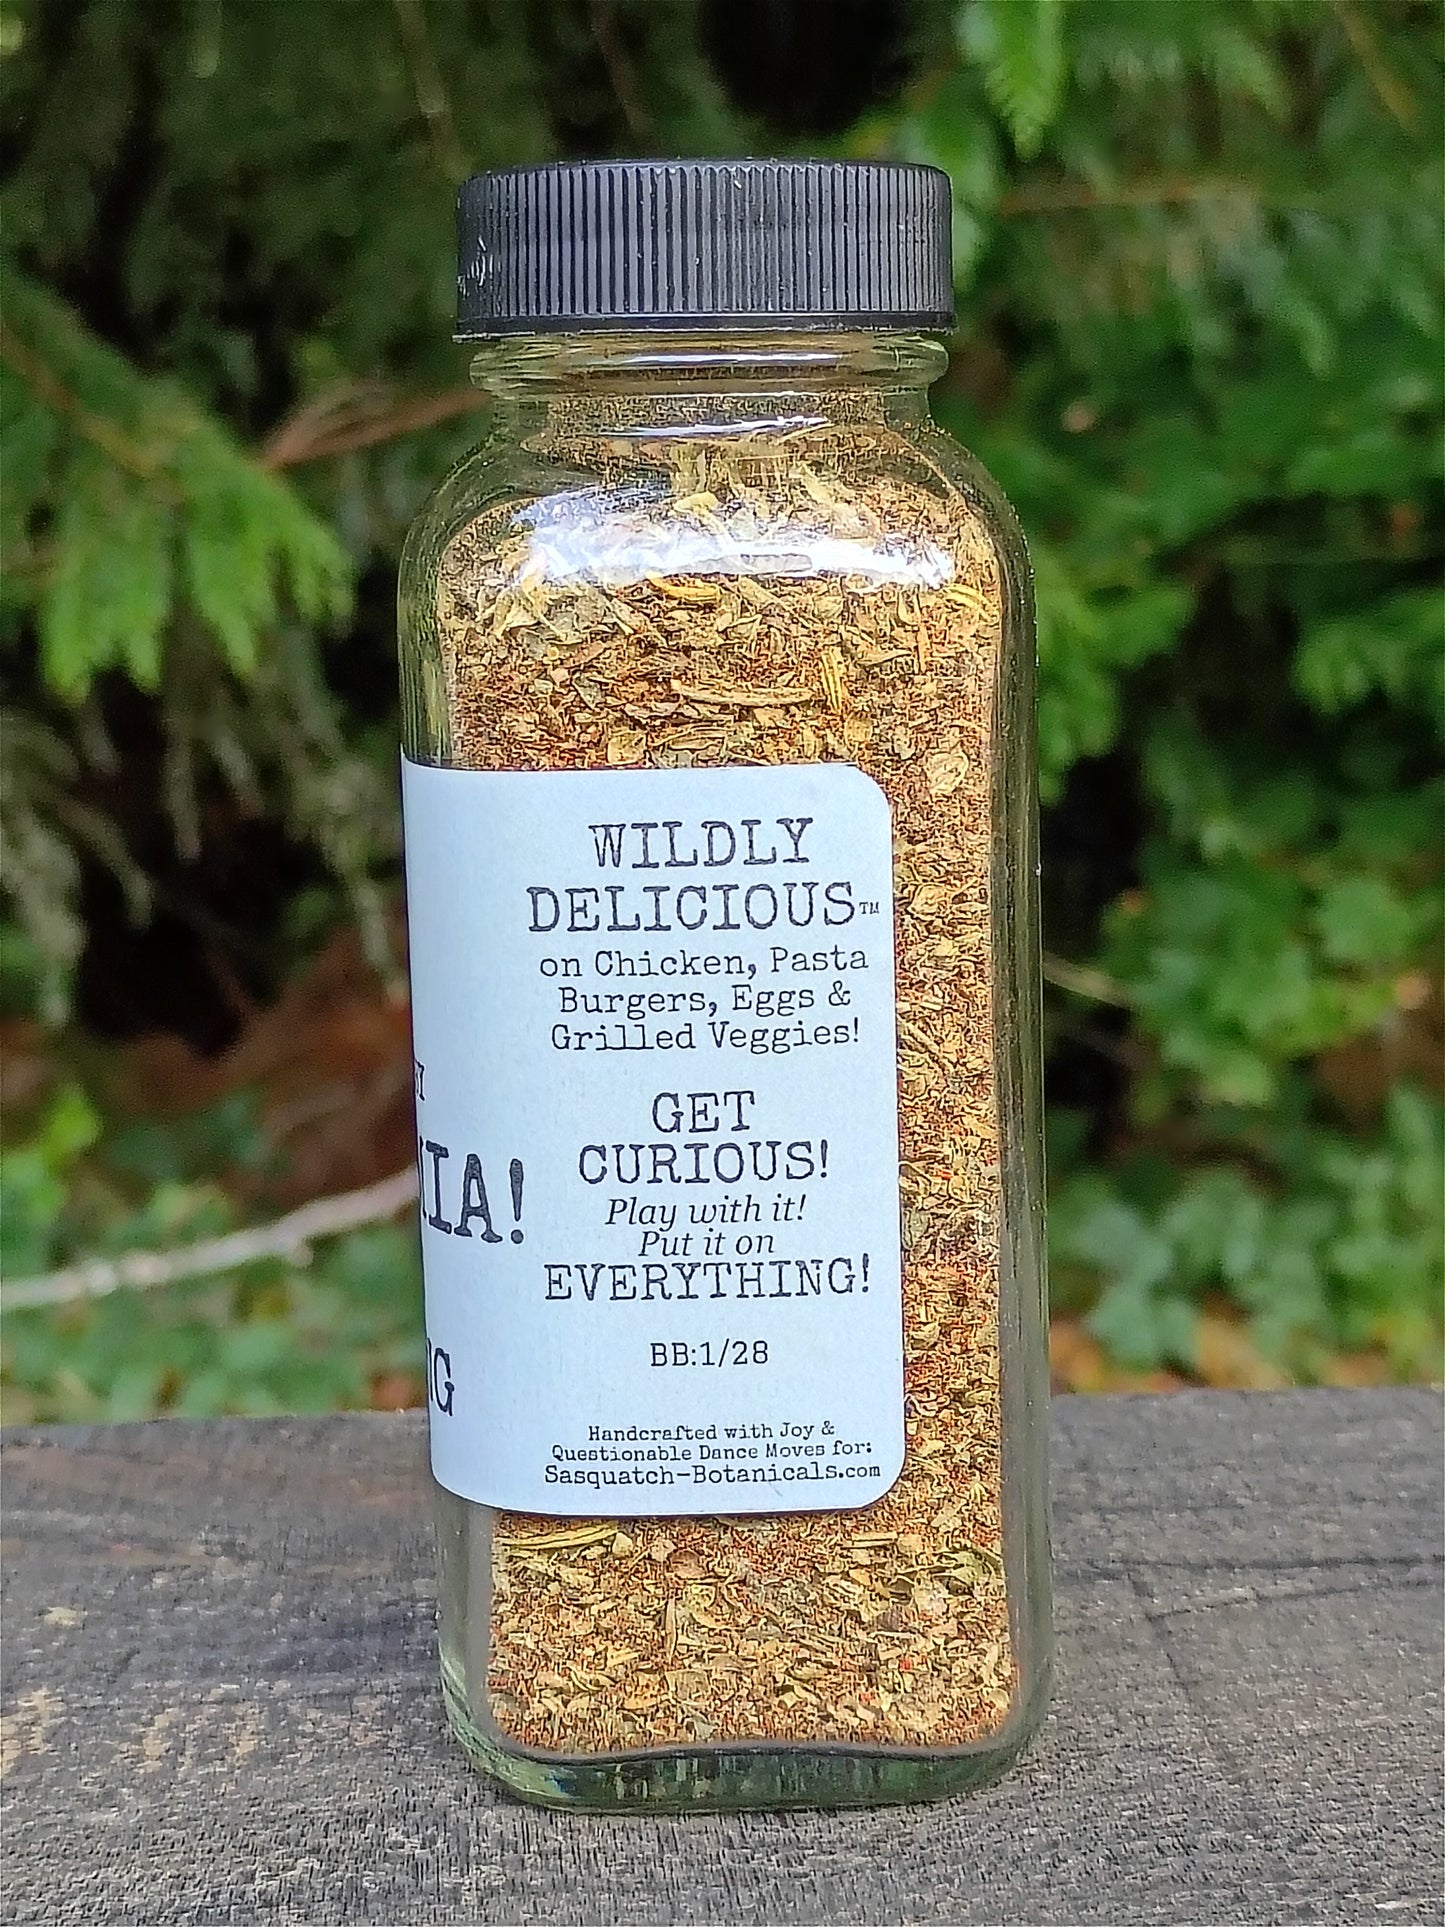 WILDLY
DELICIOUS™
on Chicken, Pasta
Burgers, Eggs &
Grilled Veggies!
GET
CURIOUS!
Play with it!
Put it on
EVERYTHING!
BB:1/28
Handcrafted with Joy &
Questionable Dance Moves for:
Sasquatch-Botanicals.com